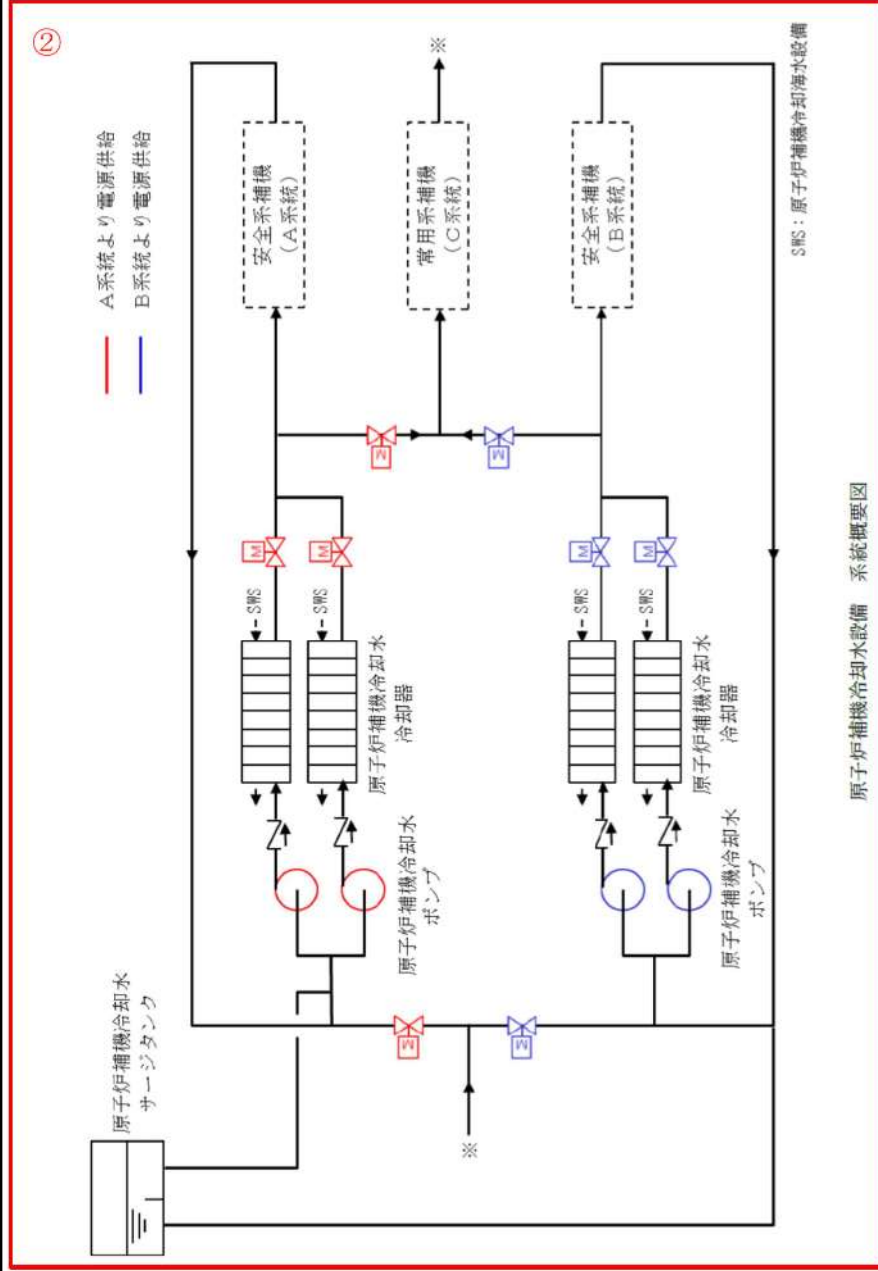 ②
A系統より電源供給
B系統より電源供給
原子炉補機冷却水
サージタンク
※
M
M
原子炉補機冷却水
ポンプ
原子炉補機冷却水
冷却器
SWS
SWS
M
M
M
M
安全系補機
(A系統)
常用系補機
(C系統)
※
安全系補機
(B系統)
原子炉補機冷却水
ポンプ
原子炉補機冷却水
冷却器
SWS
SWS
M
M
SWS:原子炉補機冷却海水設備
原子炉補機冷却水設備 系統概要図